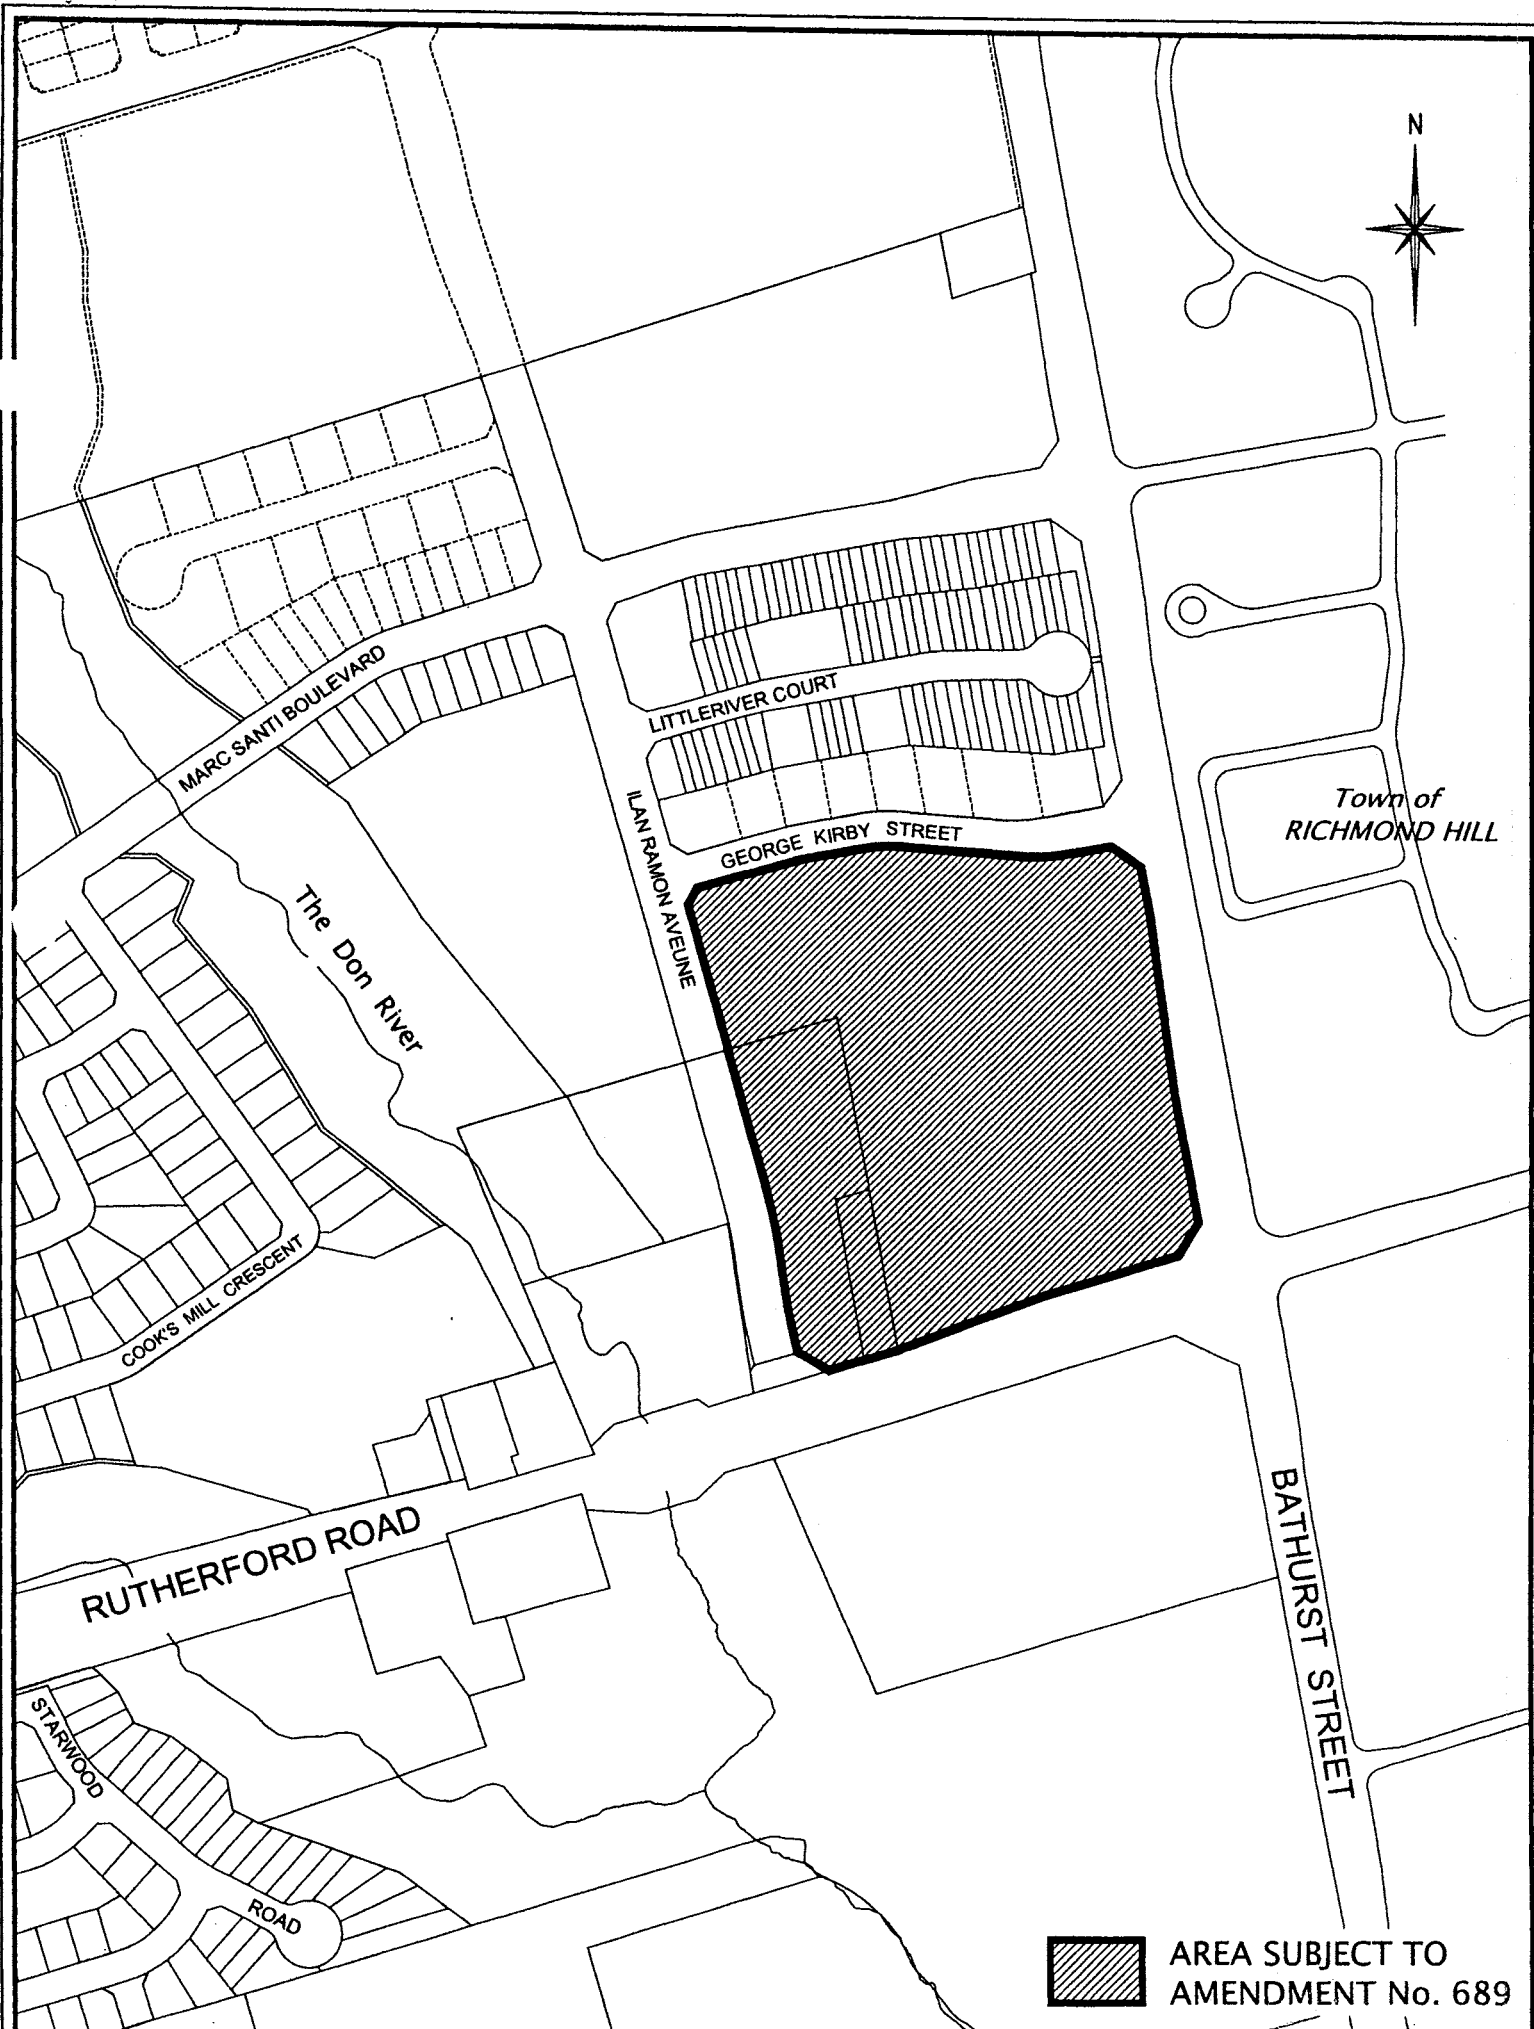 N
MARC SANTI BOULEVARD
LITTLERIVER COURT
ILAN RAMON AVEUNE
GEORGE KIRBY STREET
Town of
RICHMOND HILL
The Don River
COOK'S MILL CRESCENT
RUTHERFORD ROAD
BATHURST STREET
STARWOOD
ROAD
AREA SUBJECT TO
AMENDMENT No. 689